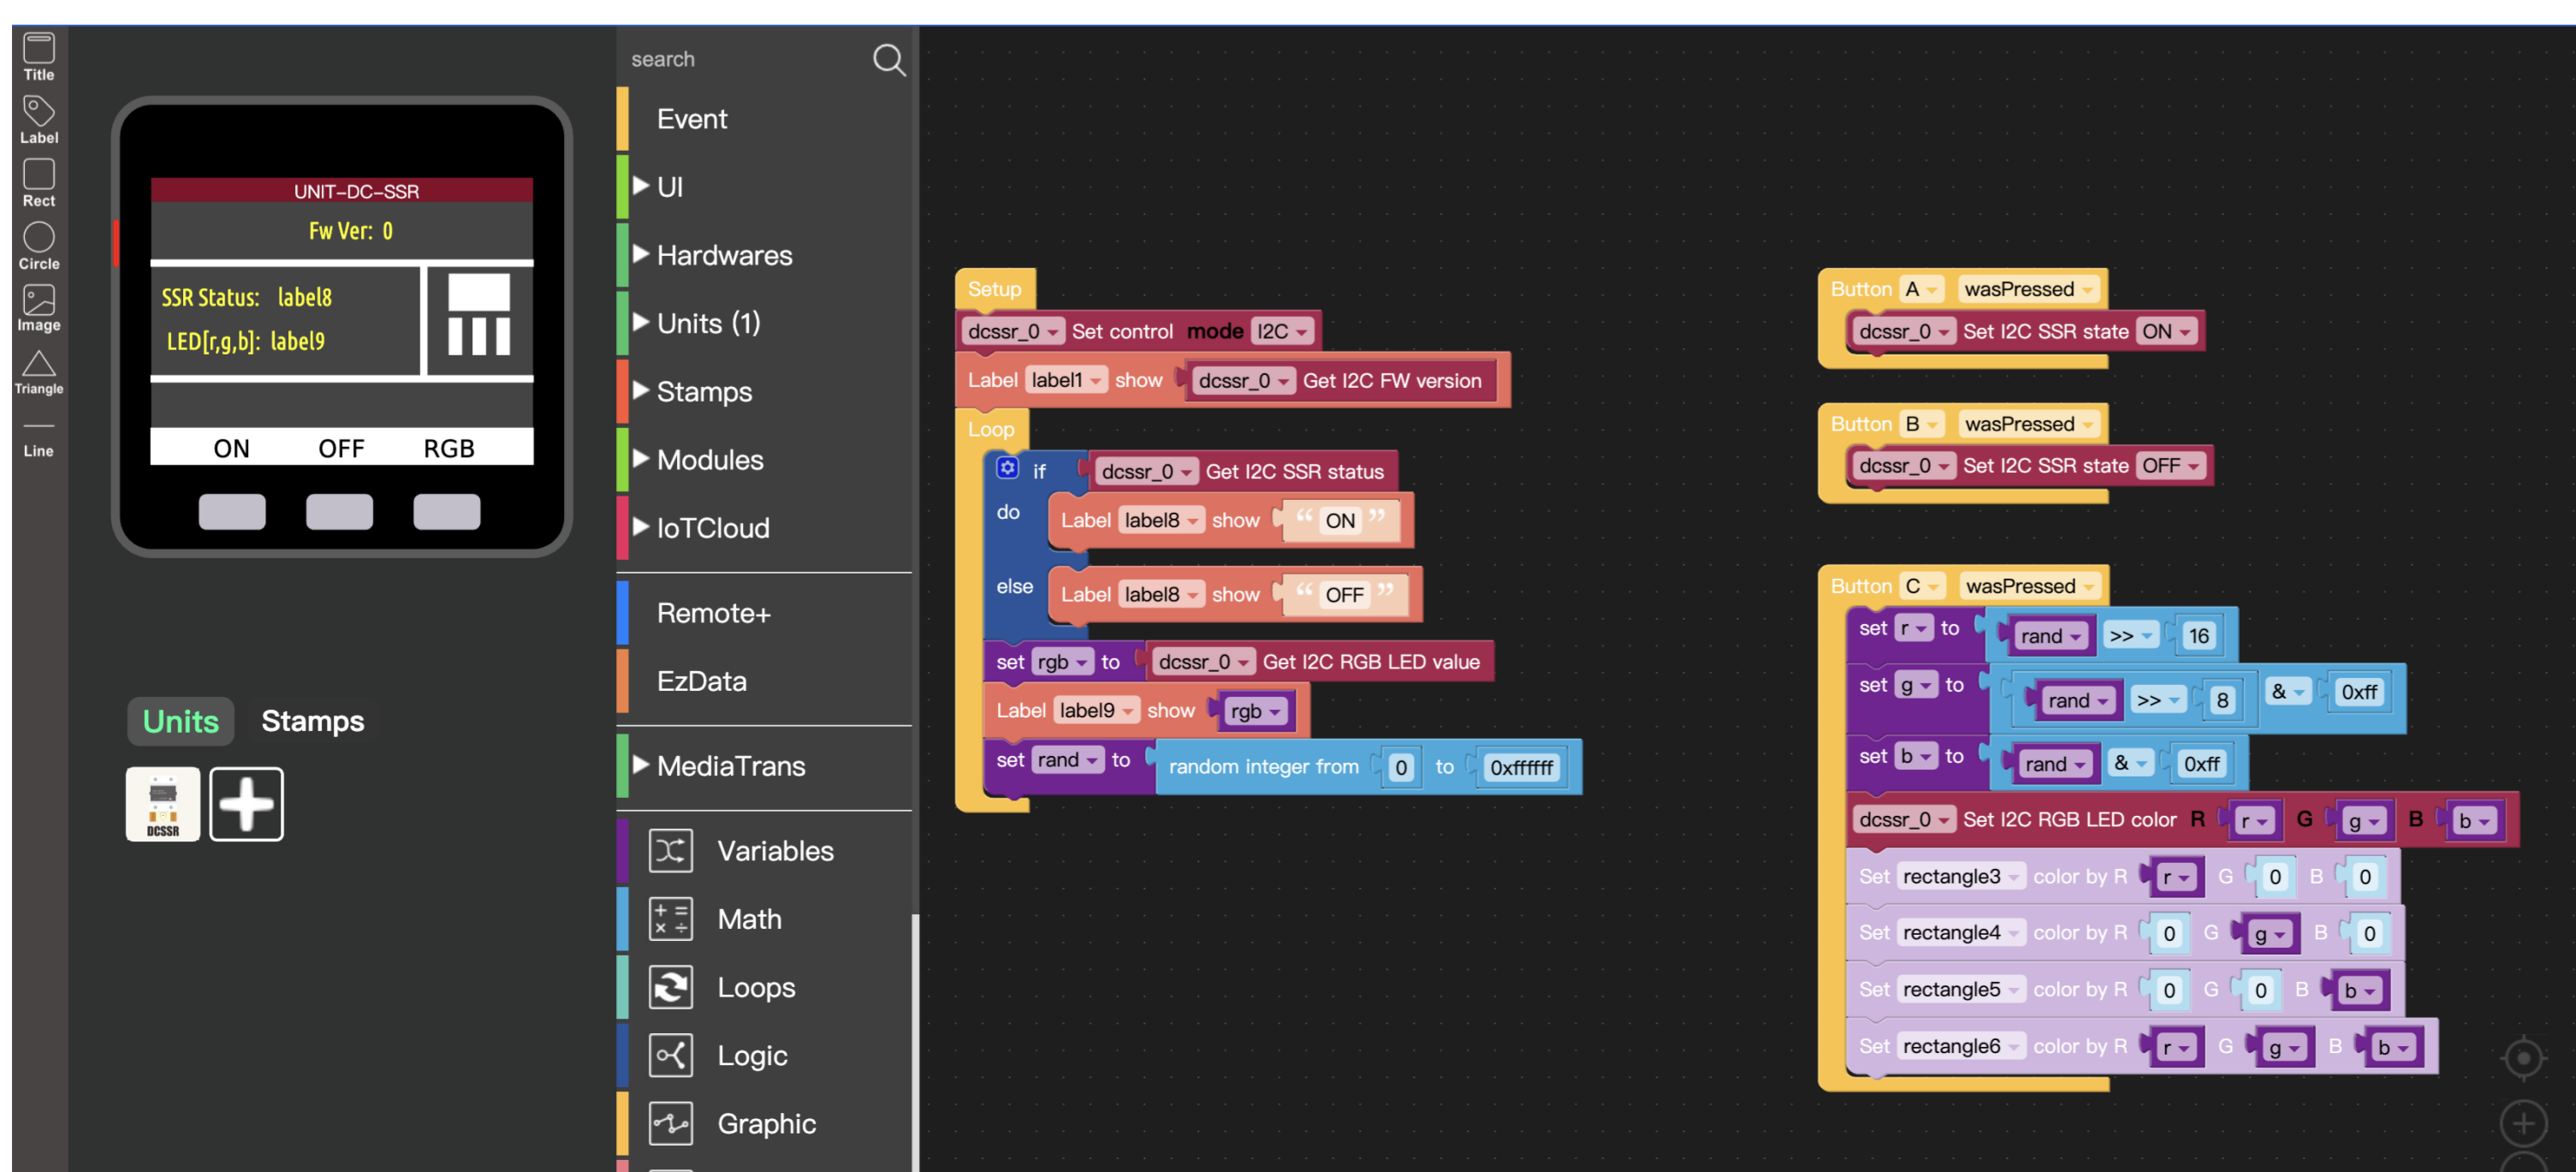 Title
Label
Rect
Circle
Image
Triangle
Line
UNIT-DC-SSR
Fw Ver: 0
SSR Status: label8
LED[r,g,b]: label9
ON OFF RGB
Units Stamps
DCSSR
search
Event
UI
Hardwares
Units (1)
Stamps
Modules
IoTCloud
Remote+
EzData
MediaTrans
Variables
Math
Loops
Logic
Graphic
Setup
dcssr_0 Set control mode I2C
Label label1 show dcssr_0 Get I2C FW version
Loop
if dcssr_0 Get I2C SSR status
do Label label8 show “ ON ”
else Label label8 show “ OFF ”
set rgb to dcssr_0 Get I2C RGB LED value
Label label9 show rgb
set rand to random integer from 0 to 0xffffff
Button A wasPressed
dcssr_0 Set I2C SSR state ON
Button B wasPressed
dcssr_0 Set I2C SSR state OFF
Button C wasPressed
set r to rand >> 16
set g to rand >> 8 & 0xff
set b to rand & 0xff
dcssr_0 Set I2C RGB LED color R r G g B b
Set rectangle3 color by R r G 0 B 0
Set rectangle4 color by R 0 G g B 0
Set rectangle5 color by R 0 G 0 B b
Set rectangle6 color by R r G g B b